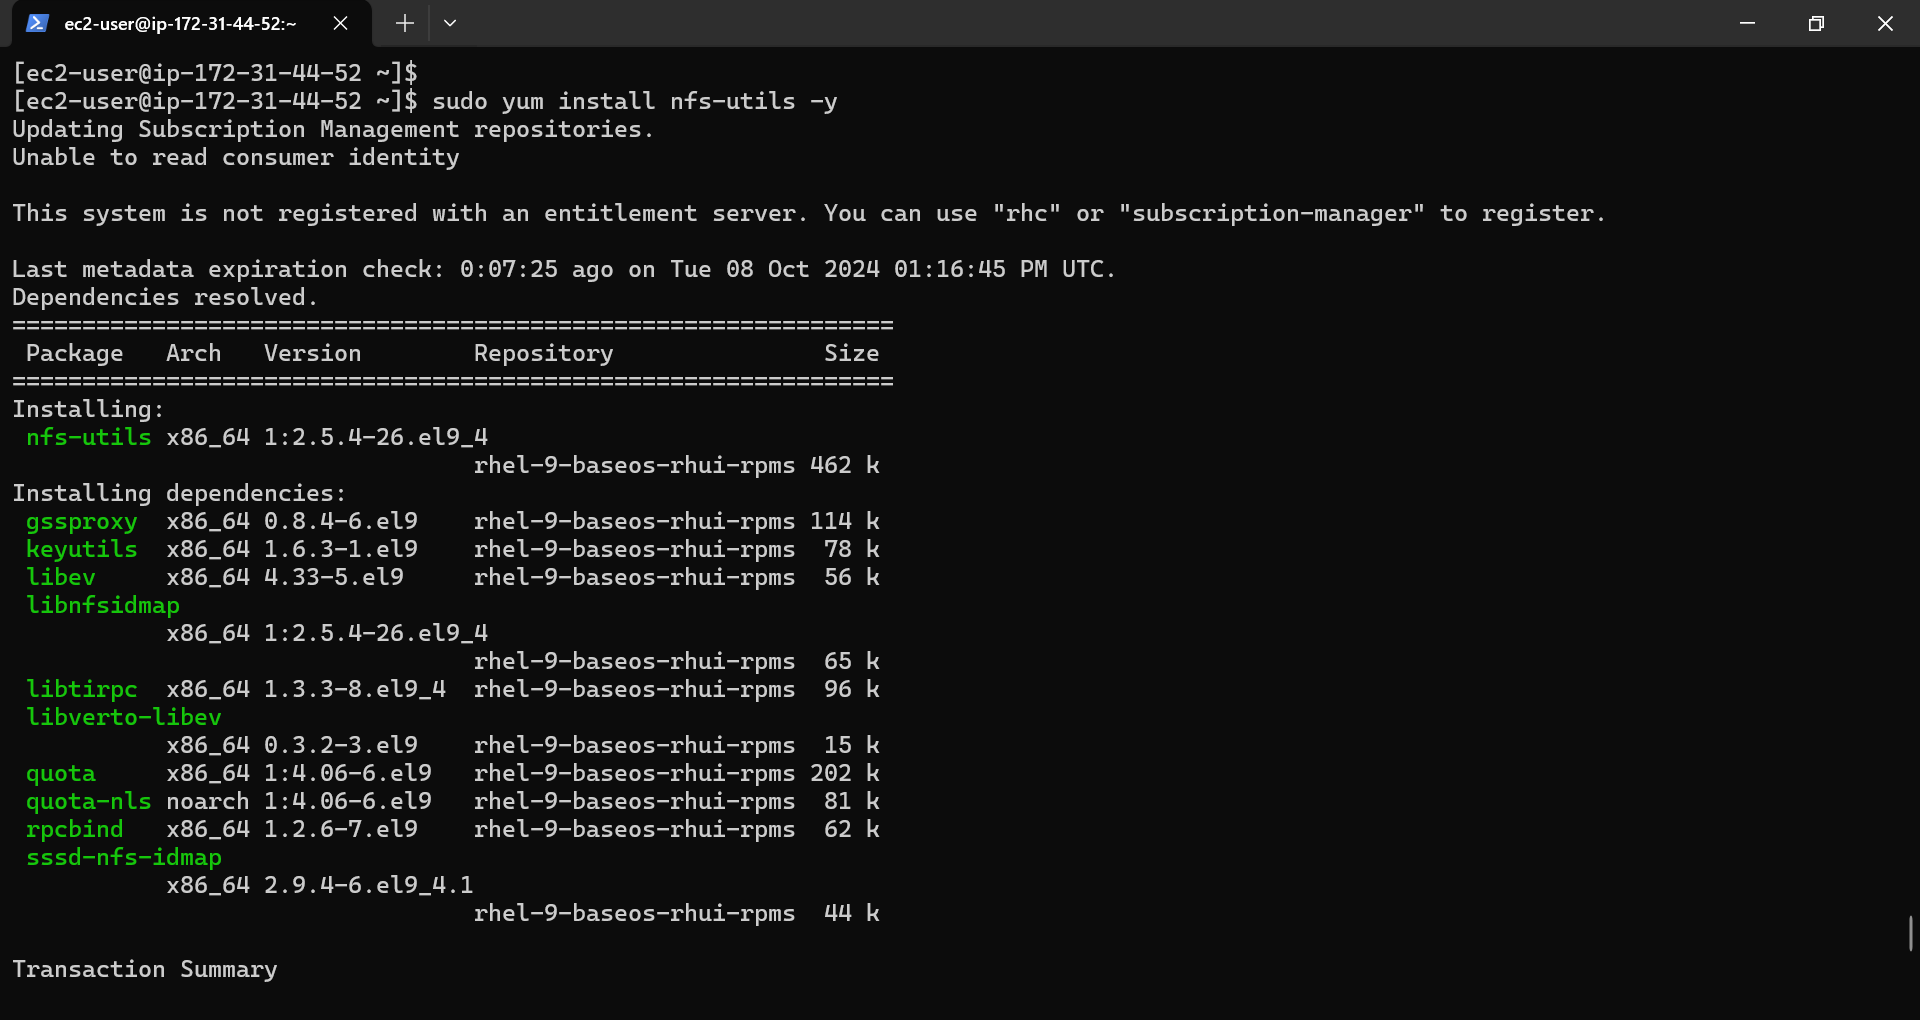 ec2-user@ip-172-31-44-52:~
[ec2-user@ip-172-31-44-52 ~]$
[ec2-user@ip-172-31-44-52 ~]$ sudo yum install nfs-utils -y
Updating Subscription Management repositories.
Unable to read consumer identity

This system is not registered with an entitlement server. You can use "rhc" or "subscription-manager" to register.

Last metadata expiration check: 0:07:25 ago on Tue 08 Oct 2024 01:16:45 PM UTC.
Dependencies resolved.
===============================================================
 Package   Arch   Version        Repository               Size
===============================================================
Installing:
 nfs-utils x86_64 1:2.5.4-26.el9_4
                                 rhel-9-baseos-rhui-rpms 462 k
Installing dependencies:
 gssproxy  x86_64 0.8.4-6.el9    rhel-9-baseos-rhui-rpms 114 k
 keyutils  x86_64 1.6.3-1.el9    rhel-9-baseos-rhui-rpms  78 k
 libev     x86_64 4.33-5.el9     rhel-9-baseos-rhui-rpms  56 k
 libnfsidmap
           x86_64 1:2.5.4-26.el9_4
                                 rhel-9-baseos-rhui-rpms  65 k
 libtirpc  x86_64 1.3.3-8.el9_4  rhel-9-baseos-rhui-rpms  96 k
 libverto-libev
           x86_64 0.3.2-3.el9    rhel-9-baseos-rhui-rpms  15 k
 quota     x86_64 1:4.06-6.el9   rhel-9-baseos-rhui-rpms 202 k
 quota-nls noarch 1:4.06-6.el9   rhel-9-baseos-rhui-rpms  81 k
 rpcbind   x86_64 1.2.6-7.el9    rhel-9-baseos-rhui-rpms  62 k
 sssd-nfs-idmap
           x86_64 2.9.4-6.el9_4.1
                                 rhel-9-baseos-rhui-rpms  44 k

Transaction Summary